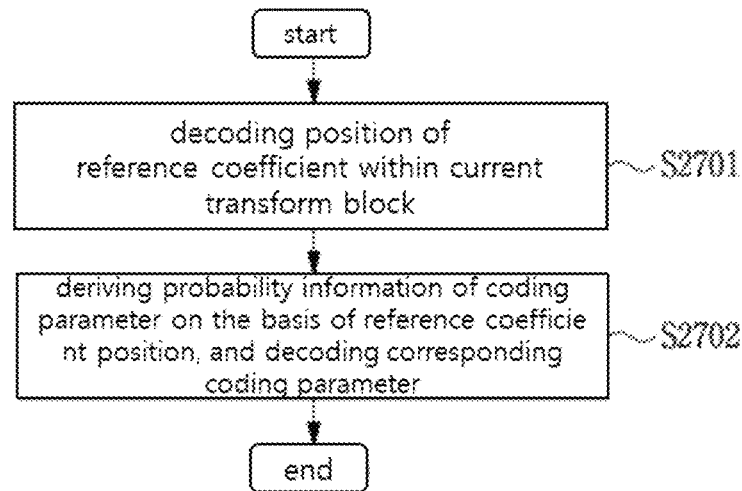 start
decoding position of
reference coefficient within current
transform block
S2701
deriving probability information of coding
parameter on the basis of reference coefficie
nt position, and decoding corresponding
coding parameter
S2702
end